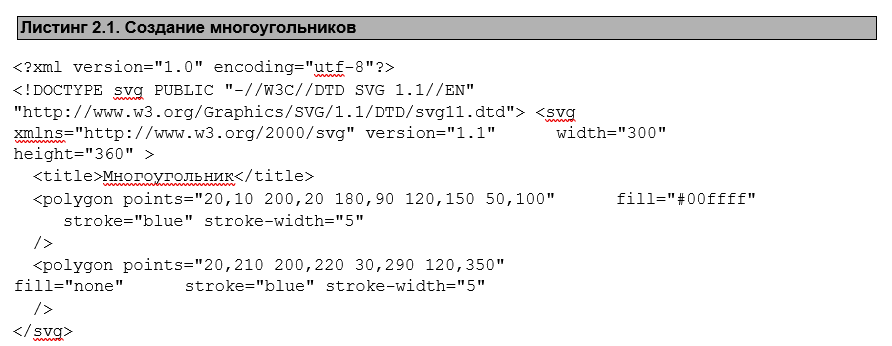 Листинг 2.1. Создание многоугольников
<?xml version="1.0" encoding="utf-8"?>
<!DOCTYPE svg PUBLIC "-//W3C//DTD SVG 1.1//EN"
"http://www.w3.org/Graphics/SVG/1.1/DTD/svg11.dtd"> <svg
xmlns="http://www.w3.org/2000/svg" version="1.1" width="300"
height="360" >
<title>Многоугольник</title>
<polygon points="20,10 200,20 180,90 120,150 50,100" fill="#00ffff"
stroke="blue" stroke-width="5"
/>
<polygon points="20,210 200,220 30,290 120,350"
fill="none" stroke="blue" stroke-width="5"
/>
</svg>